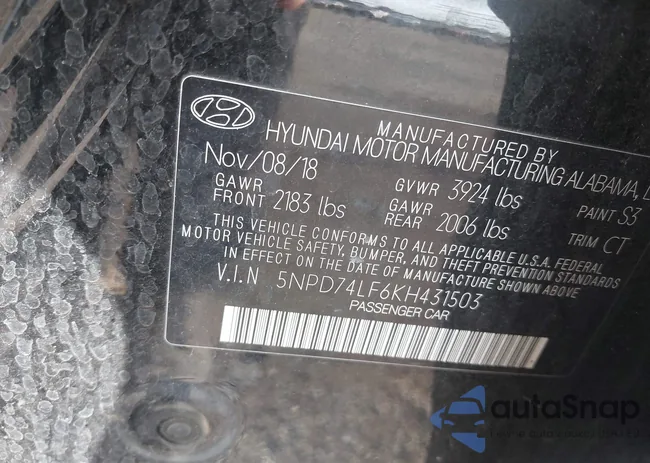 MANUFACTURED BY
HYUNDAI MOTOR MANUFACTURING ALABAMA,
Nov/08/18 GVWR 3924 lbs
GAWR FRONT 2183 lbs GAWR REAR 2006 lbs PAINT S3
THIS VEHICLE CONFORMS TO ALL APPLICABLE U.S.A. FEDERAL TRIM CT
MOTOR VEHICLE SAFETY, BUMPER, AND THEFT PREVENTION STANDARDS
IN EFFECT ON THE DATE OF MANUFACTURE SHOWN ABOVE
V.I.N 5NPD74LF6KH431503
PASSENGER CAR
autaSnap